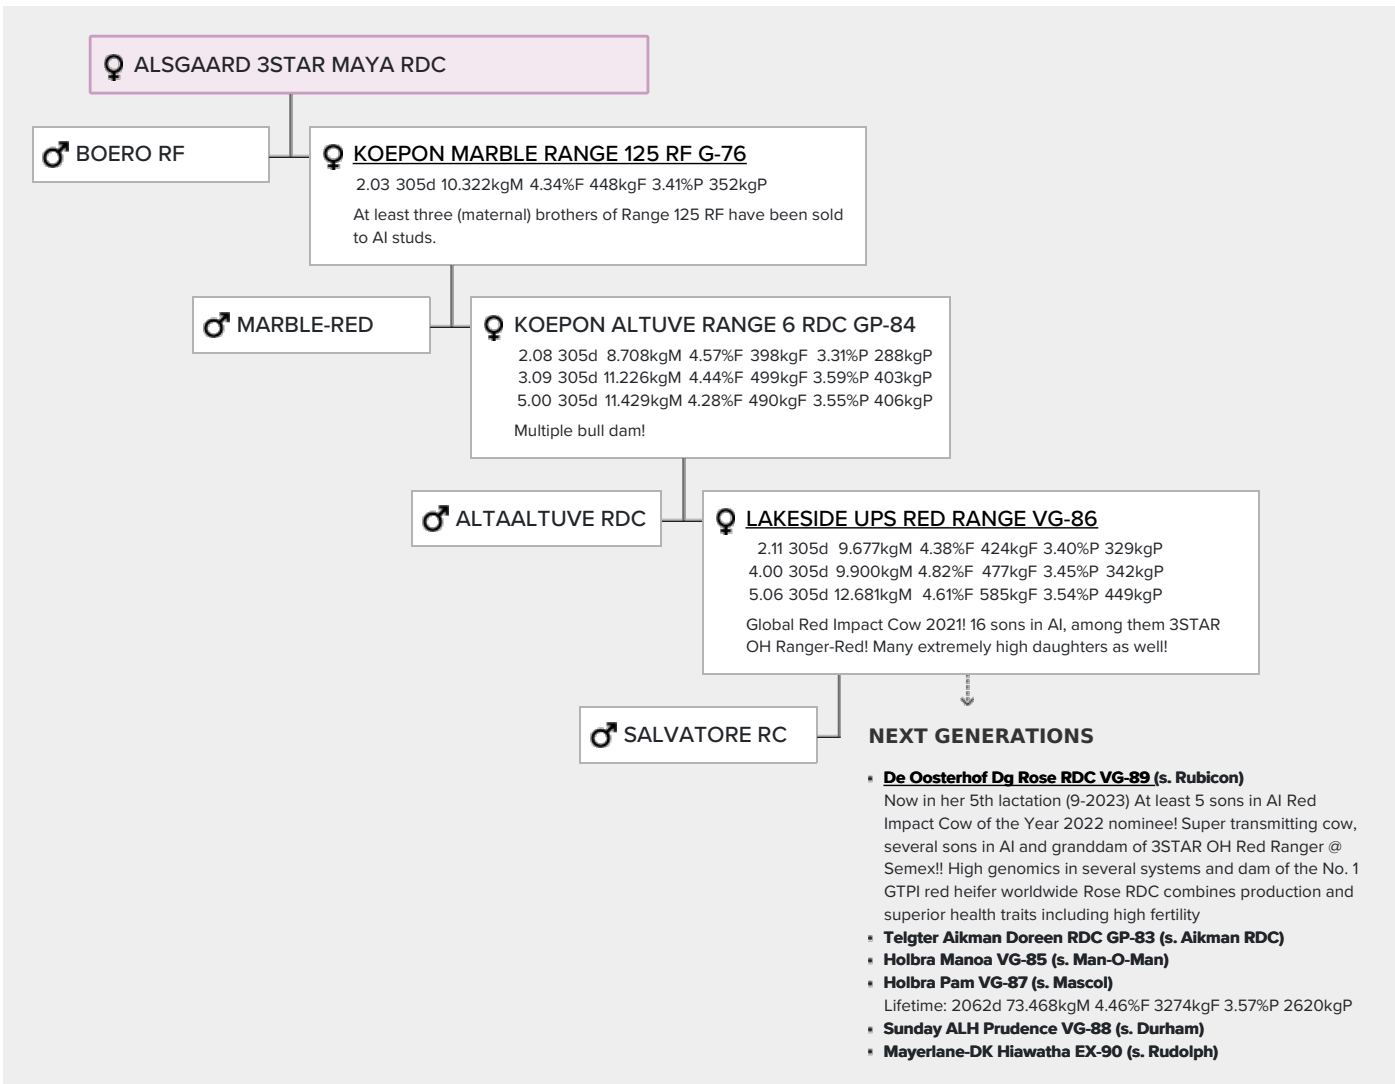 ALSGAARD 3STAR MAYA RDC
BOERO RF
KOEPON MARBLE RANGE 125 RF G-76
2.03 305d 10.322kgM 4.34%F 448kgF 3.41%P 352kgP
At least three (maternal) brothers of Range 125 RF have been sold
to AI studs.
MARBLE-RED
KOEPON ALTUVE RANGE 6 RDC GP-84
2.08 305d 8.708kgM 4.57%F 398kgF 3.31%P 288kgP
3.09 305d 11.226kgM 4.44%F 499kgF 3.59%P 403kgP
5.00 305d 11.429kgM 4.28%F 490kgF 3.55%P 406kgP
Multiple bull dam!
ALTAALTUVE RDC
LAKESIDE UPS RED RANGE VG-86
2.11 305d 9.677kgM 4.38%F 424kgF 3.40%P 329kgP
4.00 305d 9.900kgM 4.82%F 477kgF 3.45%P 342kgP
5.06 305d 12.681kgM 4.61%F 585kgF 3.54%P 449kgP
Global Red Impact Cow 2021! 16 sons in AI, among them 3STAR
OH Ranger-Red! Many extremely high daughters as well!
SALVATORE RC
NEXT GENERATIONS
De Oosterhof Dg Rose RDC VG-89 (s. Rubicon)
Now in her 5th lactation (9-2023) At least 5 sons in AI Red
Impact Cow of the Year 2022 nominee! Super transmitting cow,
several sons in AI and granddam of 3STAR OH Red Ranger @
Semex!! High genomics in several systems and dam of the No. 1
GTPI red heifer worldwide Rose RDC combines production and
superior health traits including high fertility
Telgter Aikman Doreen RDC GP-83 (s. Aikman RDC)
Holbra Manoa VG-85 (s. Man-O-Man)
Holbra Pam VG-87 (s. Mascol)
Lifetime: 2062d 73.468kgM 4.46%F 3274kgF 3.57%P 2620kgP
Sunday ALH Prudence VG-88 (s. Durham)
Mayerlane-DK Hiawatha EX-90 (s. Rudolph)